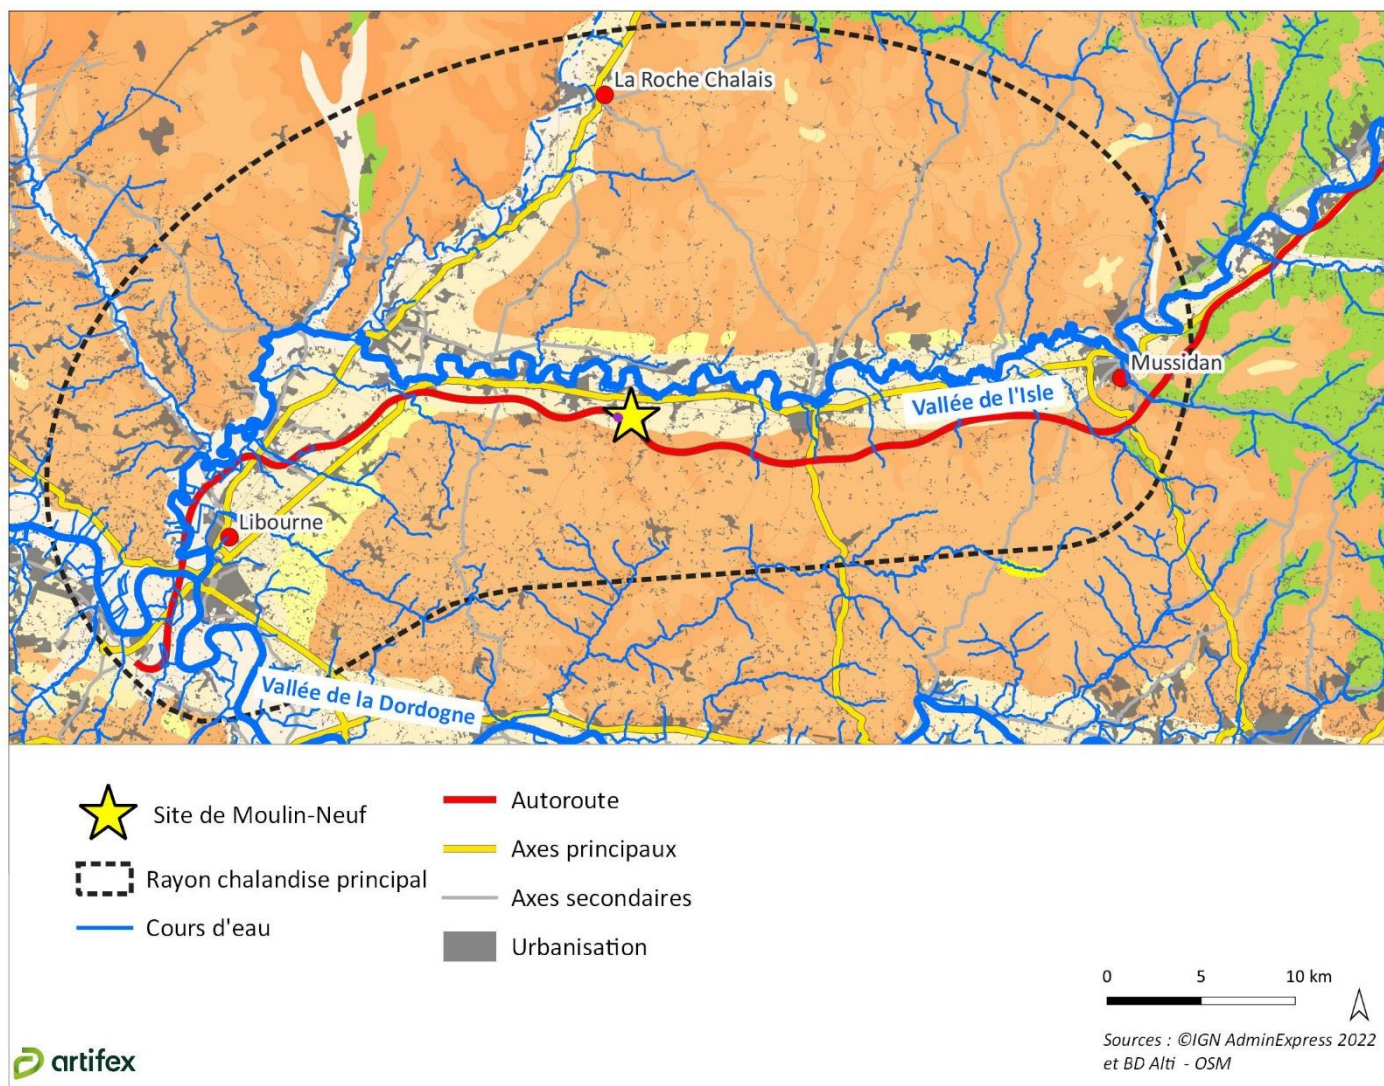 La Roche Chalais
Mussidan
Vallée de l'Isle
Libourne
Vallée de la Dordogne
Site de Moulin-Neuf
Rayon chalandise principal
Cours d'eau
Autoroute
Axes principaux
Axes secondaires
Urbanisation
0 5 10 km
Sources : ©IGN AdminExpress 2022
et BD Alti - OSM
artifex